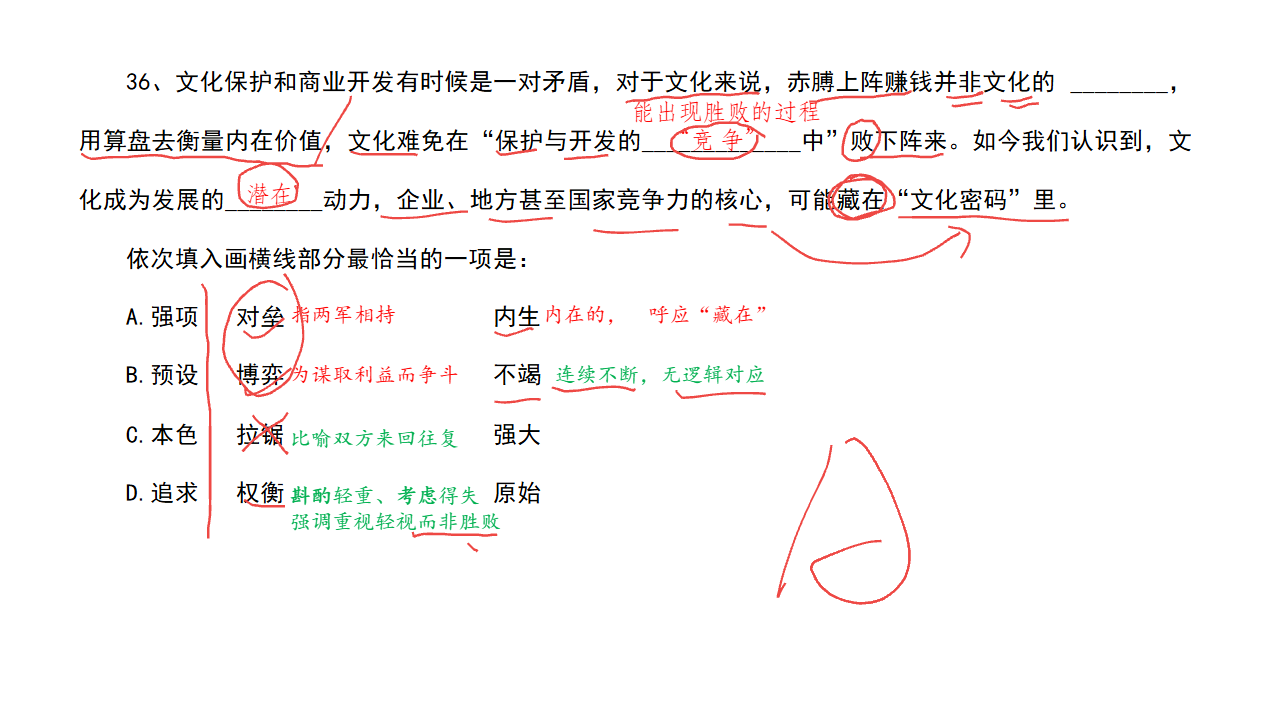 36、文化保护和商业开发有时候是一对矛盾，对于文化来说，赤膊上阵赚钱并非文化的 ________，
能出现胜败的过程
用算盘去衡量内在价值，文化难免在“保护与开发的_____________中”败下阵来。如今我们认识到，文
“竞争”
潜在
化成为发展的________动力，企业、地方甚至国家竞争力的核心，可能藏在“文化密码”里。
依次填入画横线部分最恰当的一项是：
A.强项 对垒 指两军相持 内生 内在的， 呼应“藏在”
B.预设 博弈 为谋取利益而争斗 不竭 连续不断，无逻辑对应
C.本色 拉锯 比喻双方来回往复 强大
D.追求 权衡 斟酌轻重、考虑得失 原始
强调重视轻视而非胜败
A